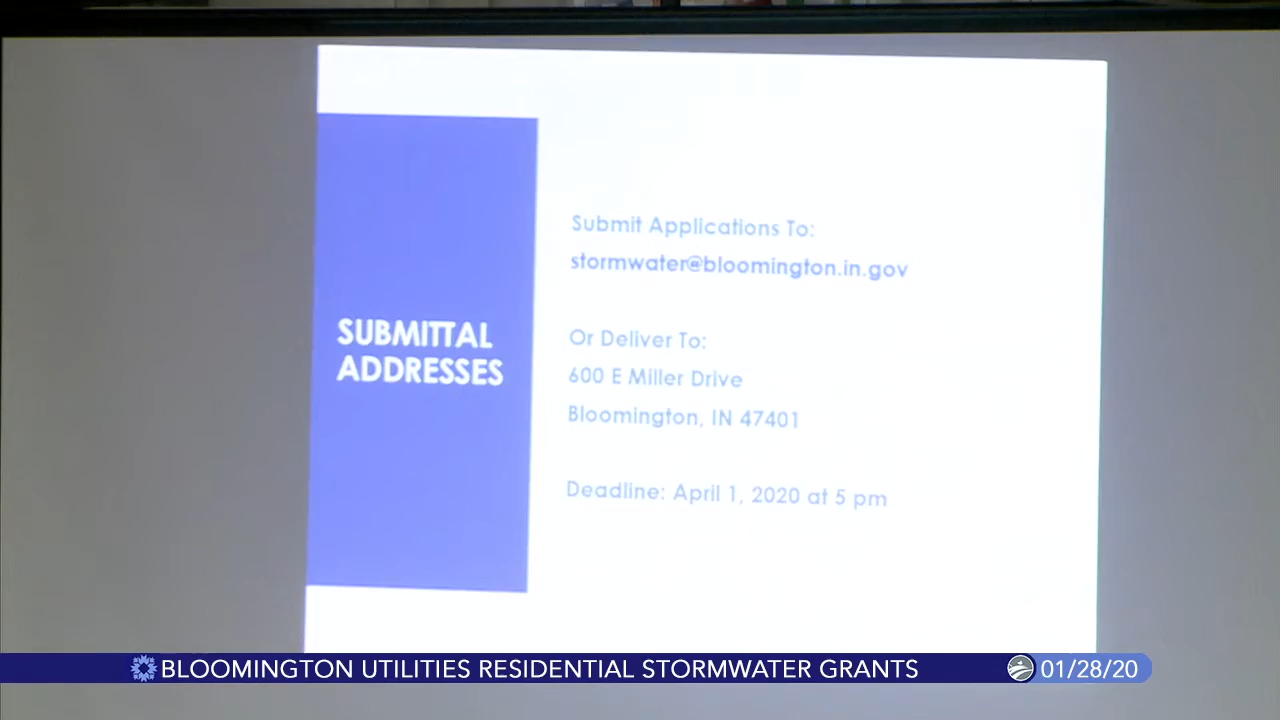 SUBMITTAL
ADDRESSES
Submit Applications To:
stormwater@bloomington.in.gov
Or Deliver To:
600 E Miller Drive
Bloomington, IN 47401
Deadline: April 1, 2020 at 5 pm
BLOOMINGTON UTILITIES RESIDENTIAL STORMWATER GRANTS
01/28/20